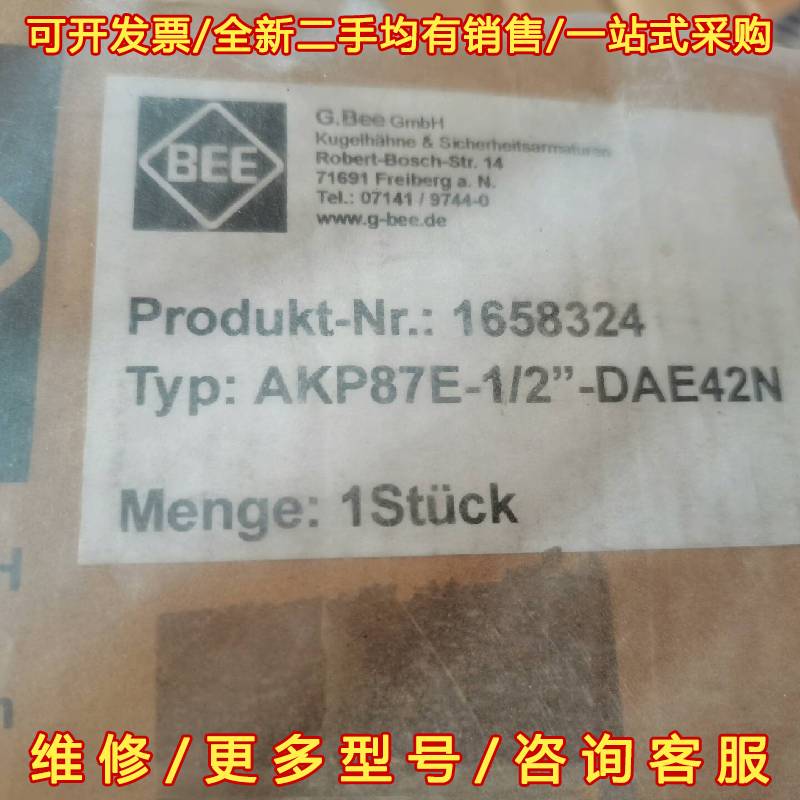 可开发票/全新二手均有销售/一站式采购
BEE
G.Bee GmbH
Kugelhähne & Sicherheitsarmaturen
Robert-Bosch-Str. 14
71691 Freiberg a. N.
Tel.: 07141 / 9744-0
www.g-bee.de
Produkt-Nr.: 1658324
Typ: AKP87E-1/2”-DAE42N
Menge: 1Stück
H
m
维修/更多型号/咨询客服